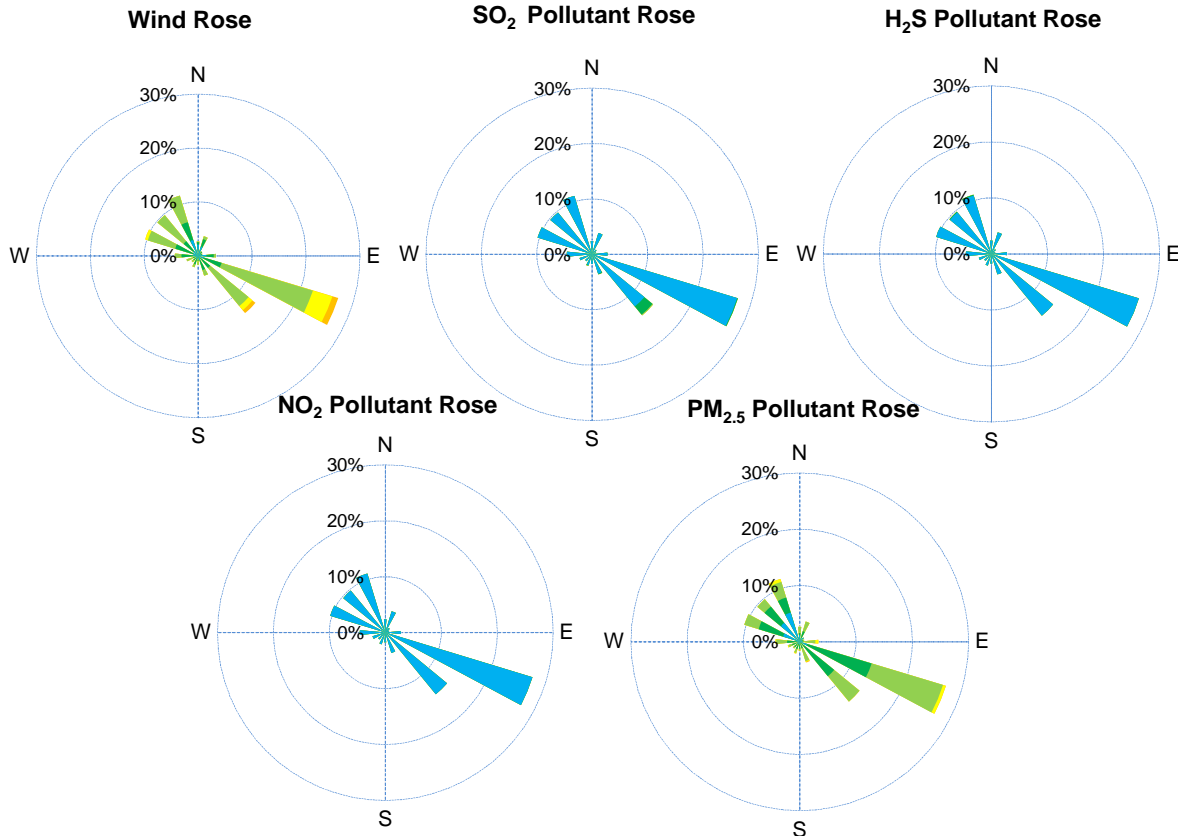 Wind Rose
N
30%
20%
10%
0%
W
E
S
SO₂ Pollutant Rose
N
30%
20%
10%
0%
W
E
S
H₂S Pollutant Rose
N
30%
20%
10%
0%
W
E
S
NO₂ Pollutant Rose
N
30%
20%
10%
0%
W
E
S
PM₂.₅ Pollutant Rose
N
30%
20%
10%
0%
W
E
S